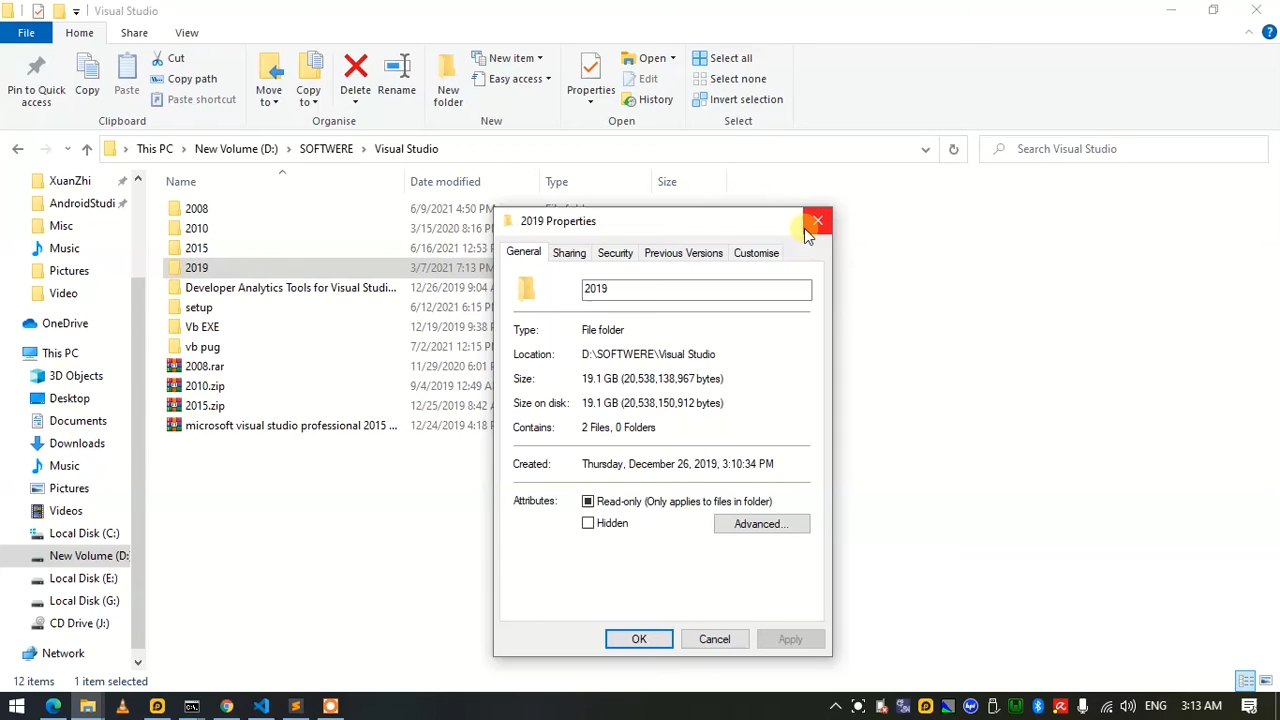 Visual Studio
File Home Share View
Pin to Quick access
Copy
Paste
Cut
Copy path
Paste shortcut
Clipboard
Move to
Copy to
Delete
Rename
Organise
New folder
New item
Easy access
New
Properties
Open
Edit
History
Open
Select all
Select none
Invert selection
Select
This PC New Volume (D:) SOFTWERE Visual Studio
Search Visual Studio
XuanZhi
AndroidStudi
Misc
Music
Pictures
Video
OneDrive
This PC
3D Objects
Desktop
Documents
Downloads
Music
Pictures
Videos
Local Disk (C:)
New Volume (D:
Local Disk (E:)
Local Disk (G:)
CD Drive (J:)
Network
Name Date modified Type Size
2008 6/9/2021 4:50 PM File folder
2010 3/15/2020 8:16 PM
2015 6/16/2021 12:53
2019 3/7/2021 7:13 PM
Developer Analytics Tools for Visual Studi... 12/26/2019 9:04
setup 6/12/2021 6:15
Vb EXE 12/19/2019 9:38
vb pug 7/2/2021 12:15
2008.rar 11/29/2020 6:01
2010.zip 9/4/2019 12:49
2015.zip 12/25/2019 8:42
microsoft visual studio professional 2015 ... 12/24/2019 4:18
2019 Properties
General Sharing Security Previous Versions Customise
2019
Type: File folder
Location: D:\SOFTWERE\Visual Studio
Size: 19.1 GB (20,538,138,967 bytes)
Size on disk: 19.1 GB (20,538,150,912 bytes)
Contains: 2 Files, 0 Folders
Created: Thursday, December 26, 2019, 3:10:34 PM
Attributes: Read-only (Only applies to files in folder)
Hidden
Advanced...
OK Cancel Apply
12 items 1 item selected
ENG 3:13 AM